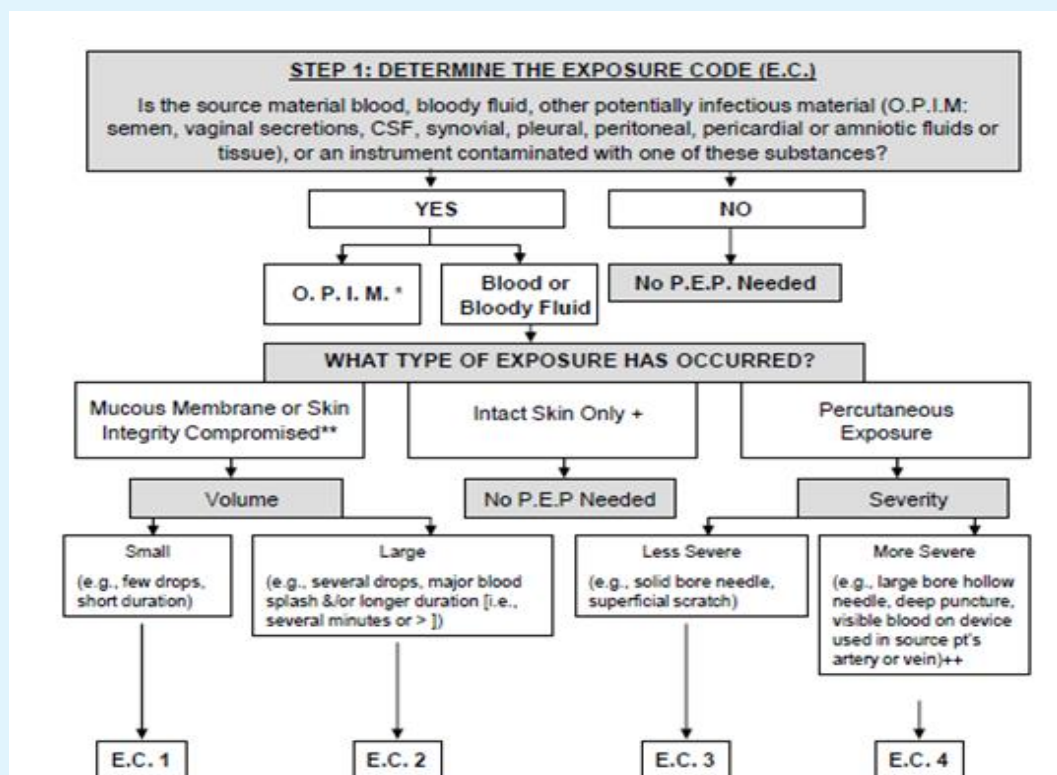 STEP 1: DETERMINE THE EXPOSURE CODE (E.C.)
Is the source material blood, bloody fluid, other potentially infectious material (O.P.I.M:
semen, vaginal secretions, CSF, synovial, pleural, peritoneal, pericardial or amniotic fluids or
tissue), or an instrument contaminated with one of these substances?
YES
NO
O. P. I. M. *
Blood or
Bloody Fluid
No P.E.P. Needed
WHAT TYPE OF EXPOSURE HAS OCCURRED?
Mucous Membrane or Skin
Integrity Compromised**
Intact Skin Only +
Percutaneous
Exposure
Volume
No P.E.P Needed
Severity
Small
(e.g., few drops,
short duration)
Large
(e.g., several drops, major blood
splash &/or longer duration [i.e.,
several minutes or > ])
Less Severe
(e.g., solid bore needle,
superficial scratch)
More Severe
(e.g., large bore hollow
needle, deep puncture,
visible blood on device
used in source pt's
artery or vein)++
E.C. 1
E.C. 2
E.C. 3
E.C. 4